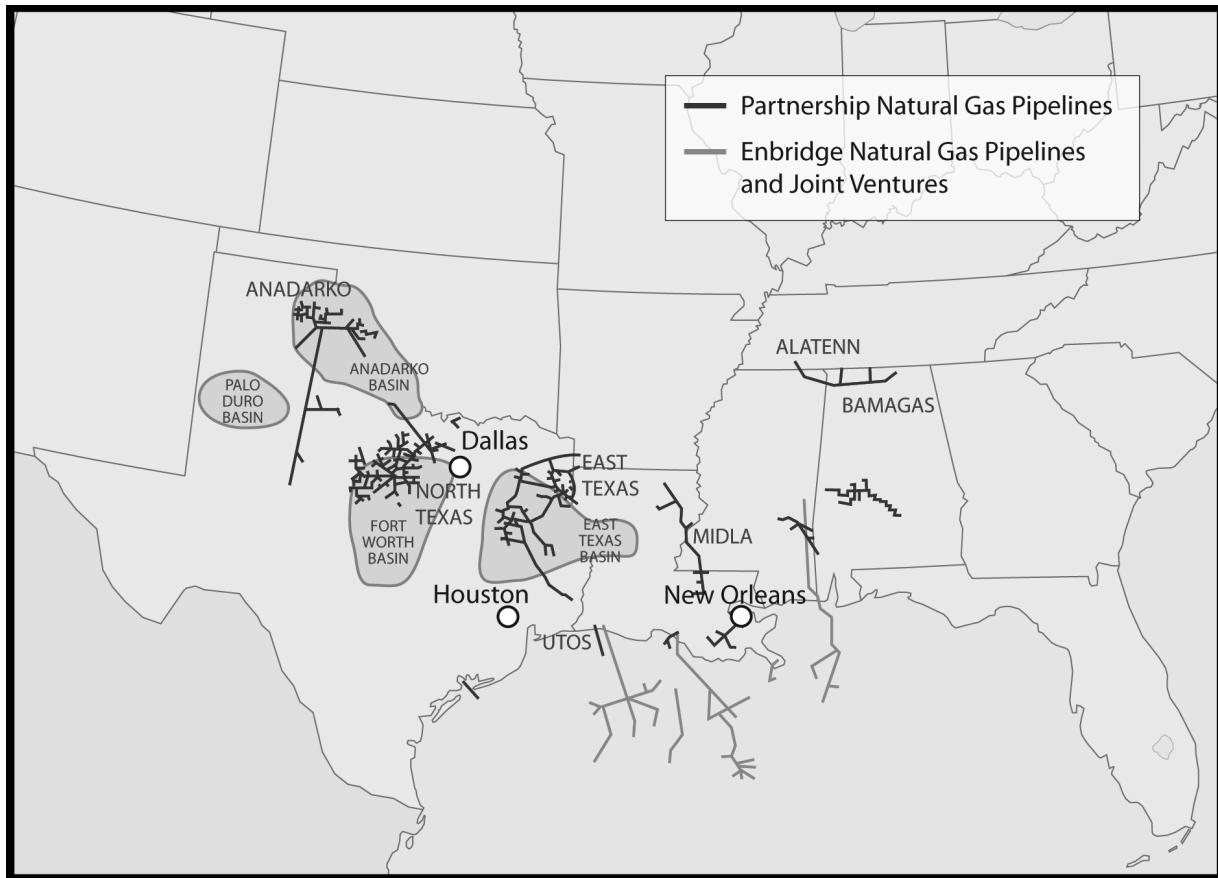 Partnership Natural Gas Pipelines
Enbridge Natural Gas Pipelines
and Joint Ventures
ANADARKO
ANADARKO
BASIN
PALO
DURO
BASIN
ALATENN
BAMAGAS
Dallas
NORTH
TEXAS
FORT
WORTH
BASIN
EAST
TEXAS
EAST
TEXAS
BASIN
MIDLA
Houston
New Orleans
UTOS